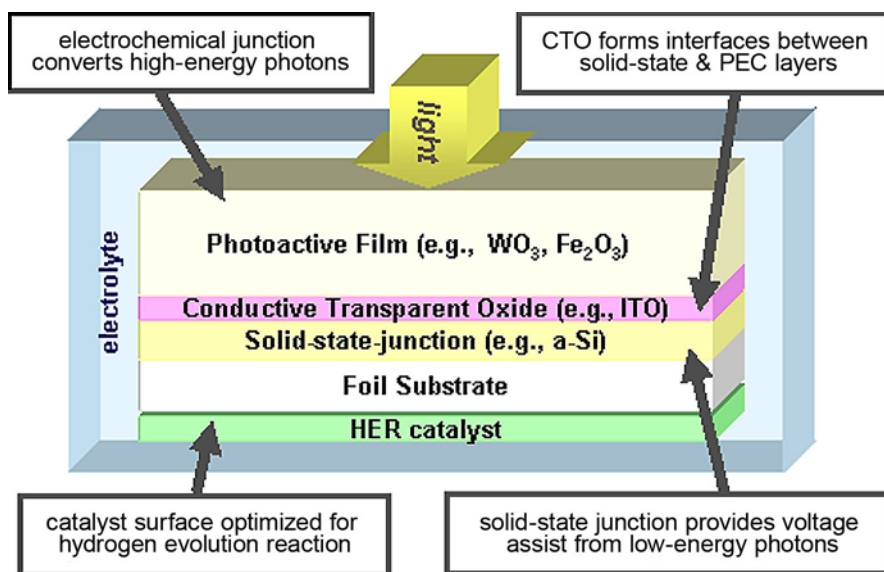 electrochemical junction
converts high-energy photons
CTO forms interfaces between
solid-state & PEC layers
light
electrolyte
Photoactive Film (e.g., WO₃, Fe₂O₃)
Conductive Transparent Oxide (e.g., ITO)
Solid-state-junction (e.g., a-Si)
Foil Substrate
HER catalyst
catalyst surface optimized for
hydrogen evolution reaction
solid-state junction provides voltage
assist from low-energy photons